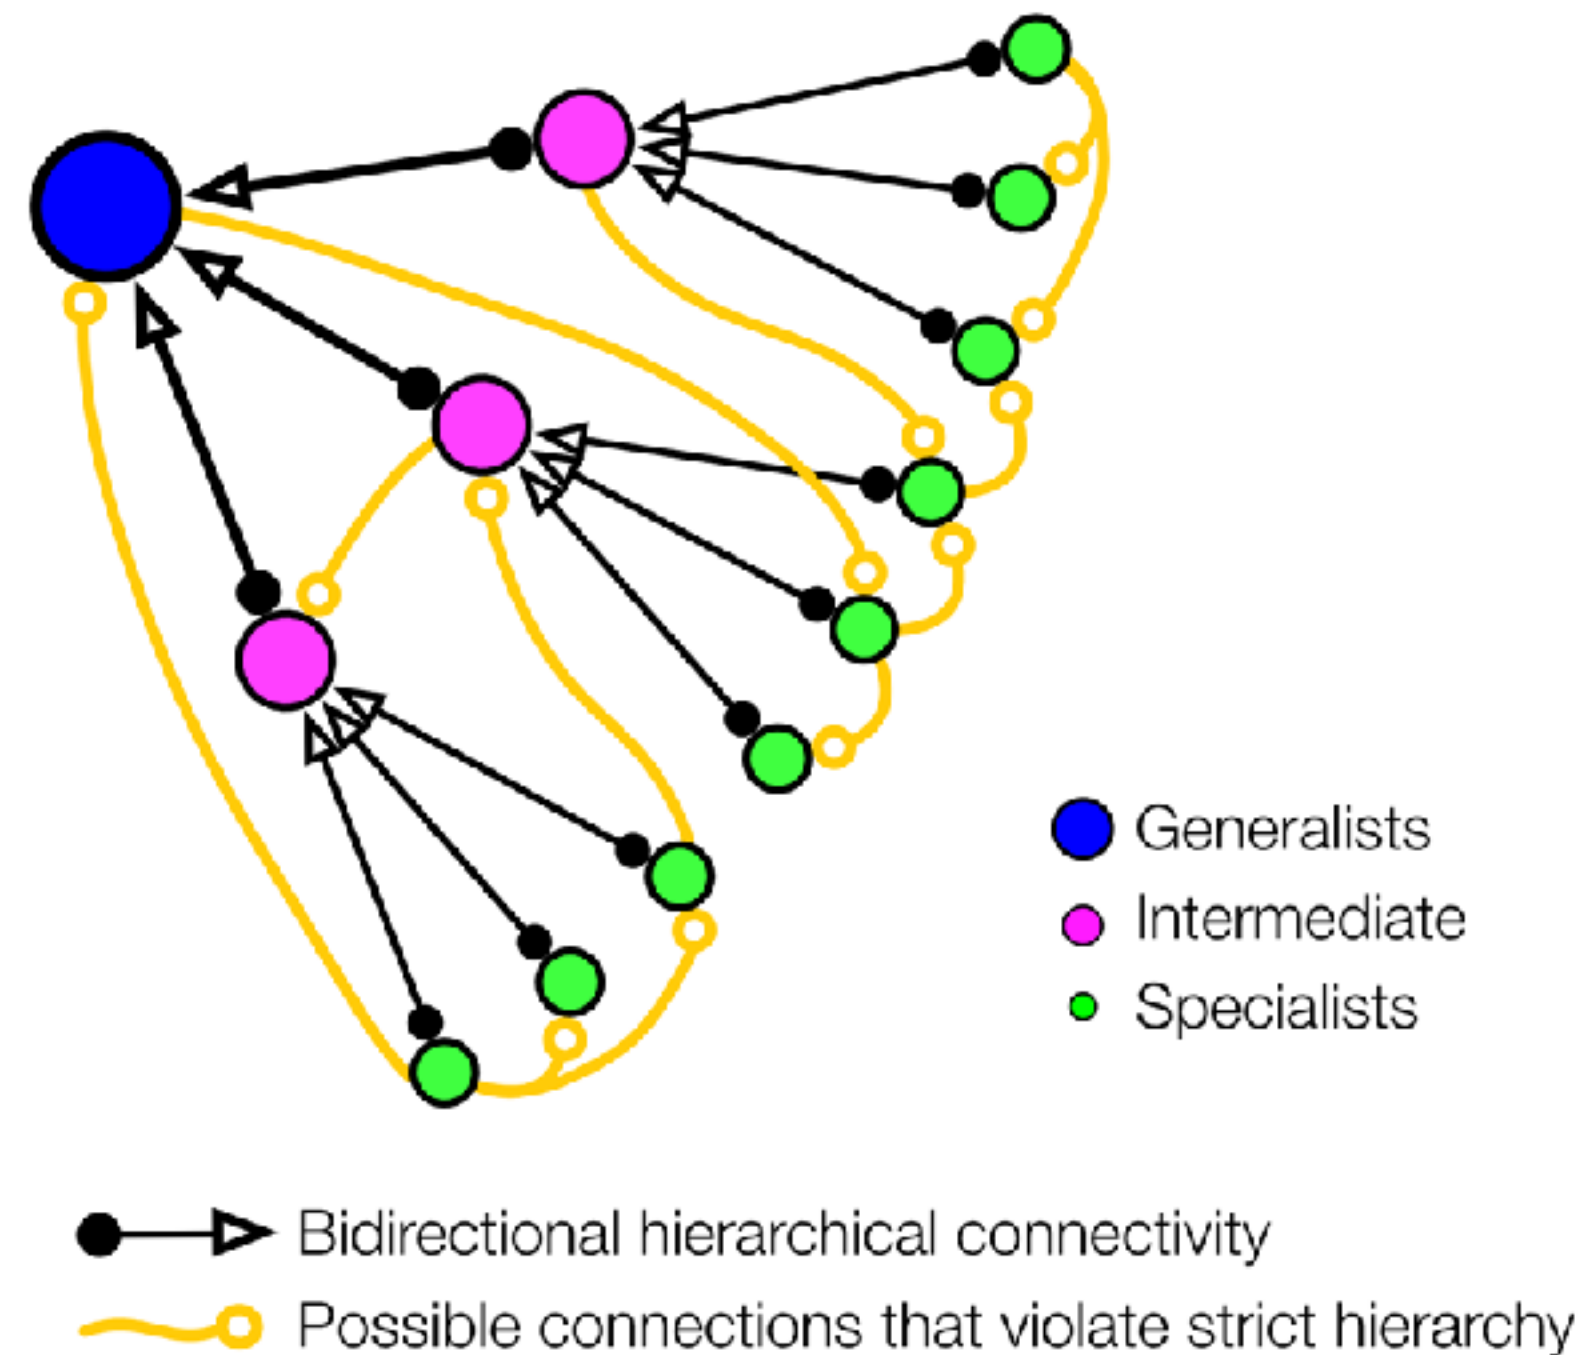 Generalists
Intermediate
Specialists
Bidirectional hierarchical connectivity
Possible connections that violate strict hierarchy